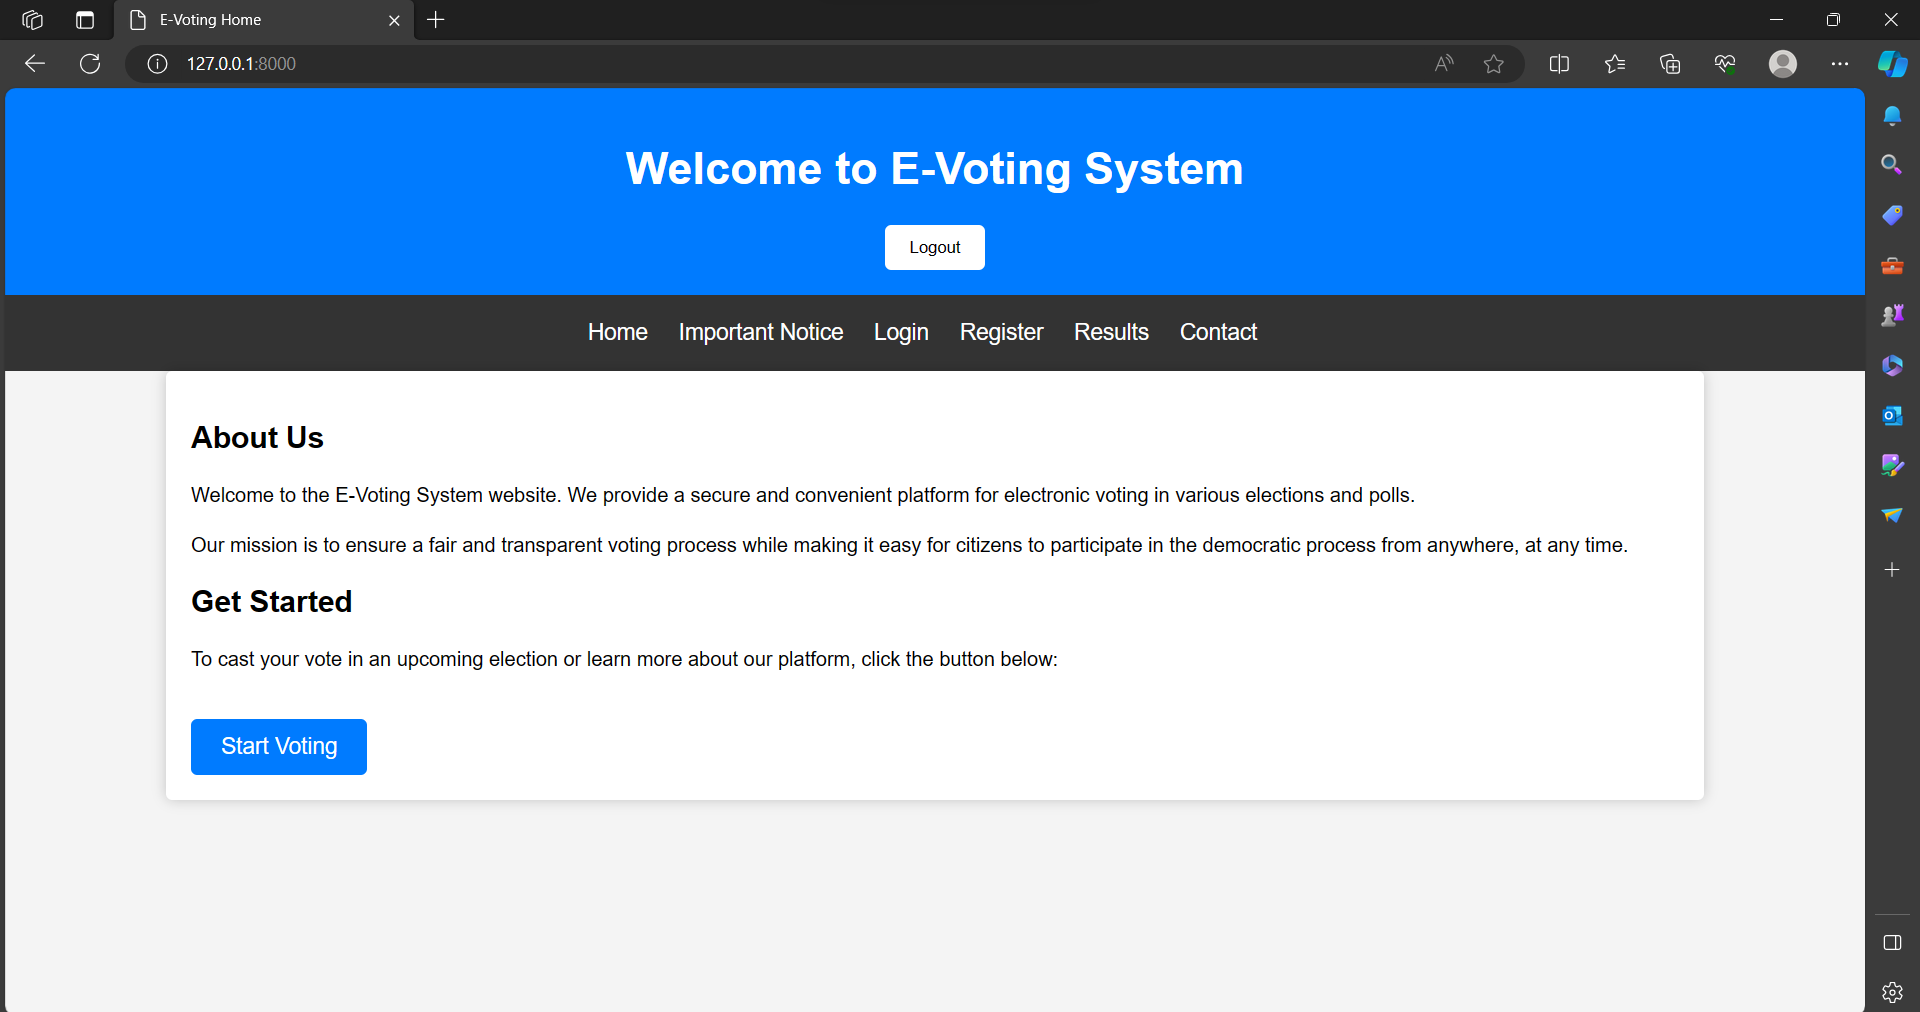 E-Voting Home
127.0.0.1:8000
Welcome to E-Voting System
Logout
Home Important Notice Login Register Results Contact
About Us
Welcome to the E-Voting System website. We provide a secure and convenient platform for electronic voting in various elections and polls.
Our mission is to ensure a fair and transparent voting process while making it easy for citizens to participate in the democratic process from anywhere, at any time.
Get Started
To cast your vote in an upcoming election or learn more about our platform, click the button below:
Start Voting